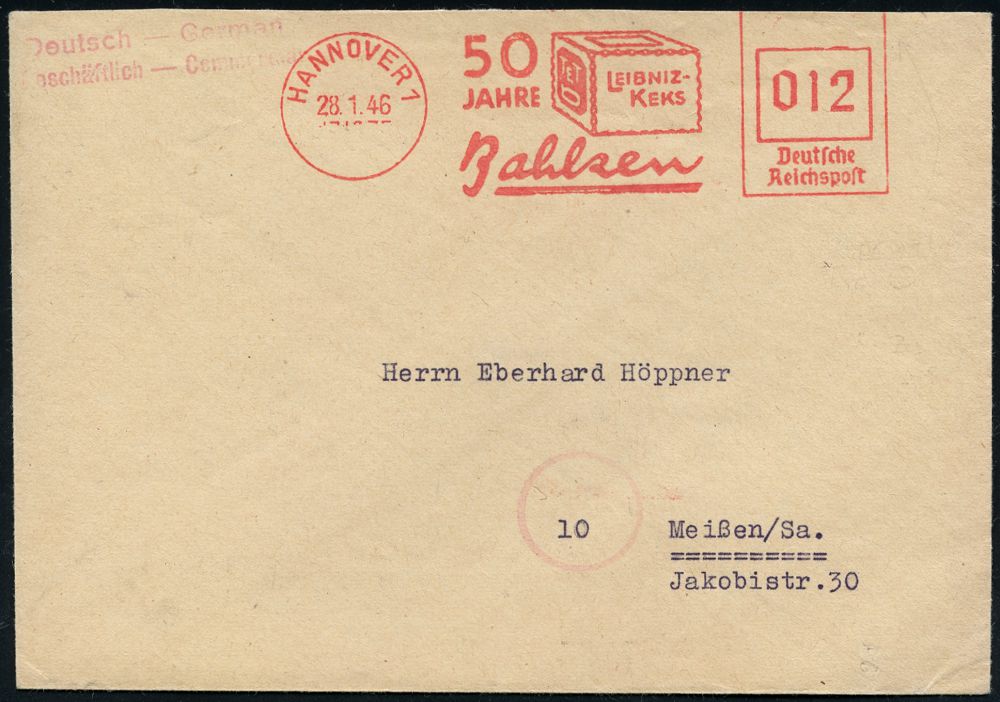 Deutsch — German
Geschäftlich — Commercial
HANNOVER 1
28.1.46
50
JAHRE
TET
LEIBNIZ-
KEKS
Bahlsen
012
Deutsche
Reichspost
Herrn Eberhard Höppner
10 Meißen/Sa.
==========
Jakobistr.30